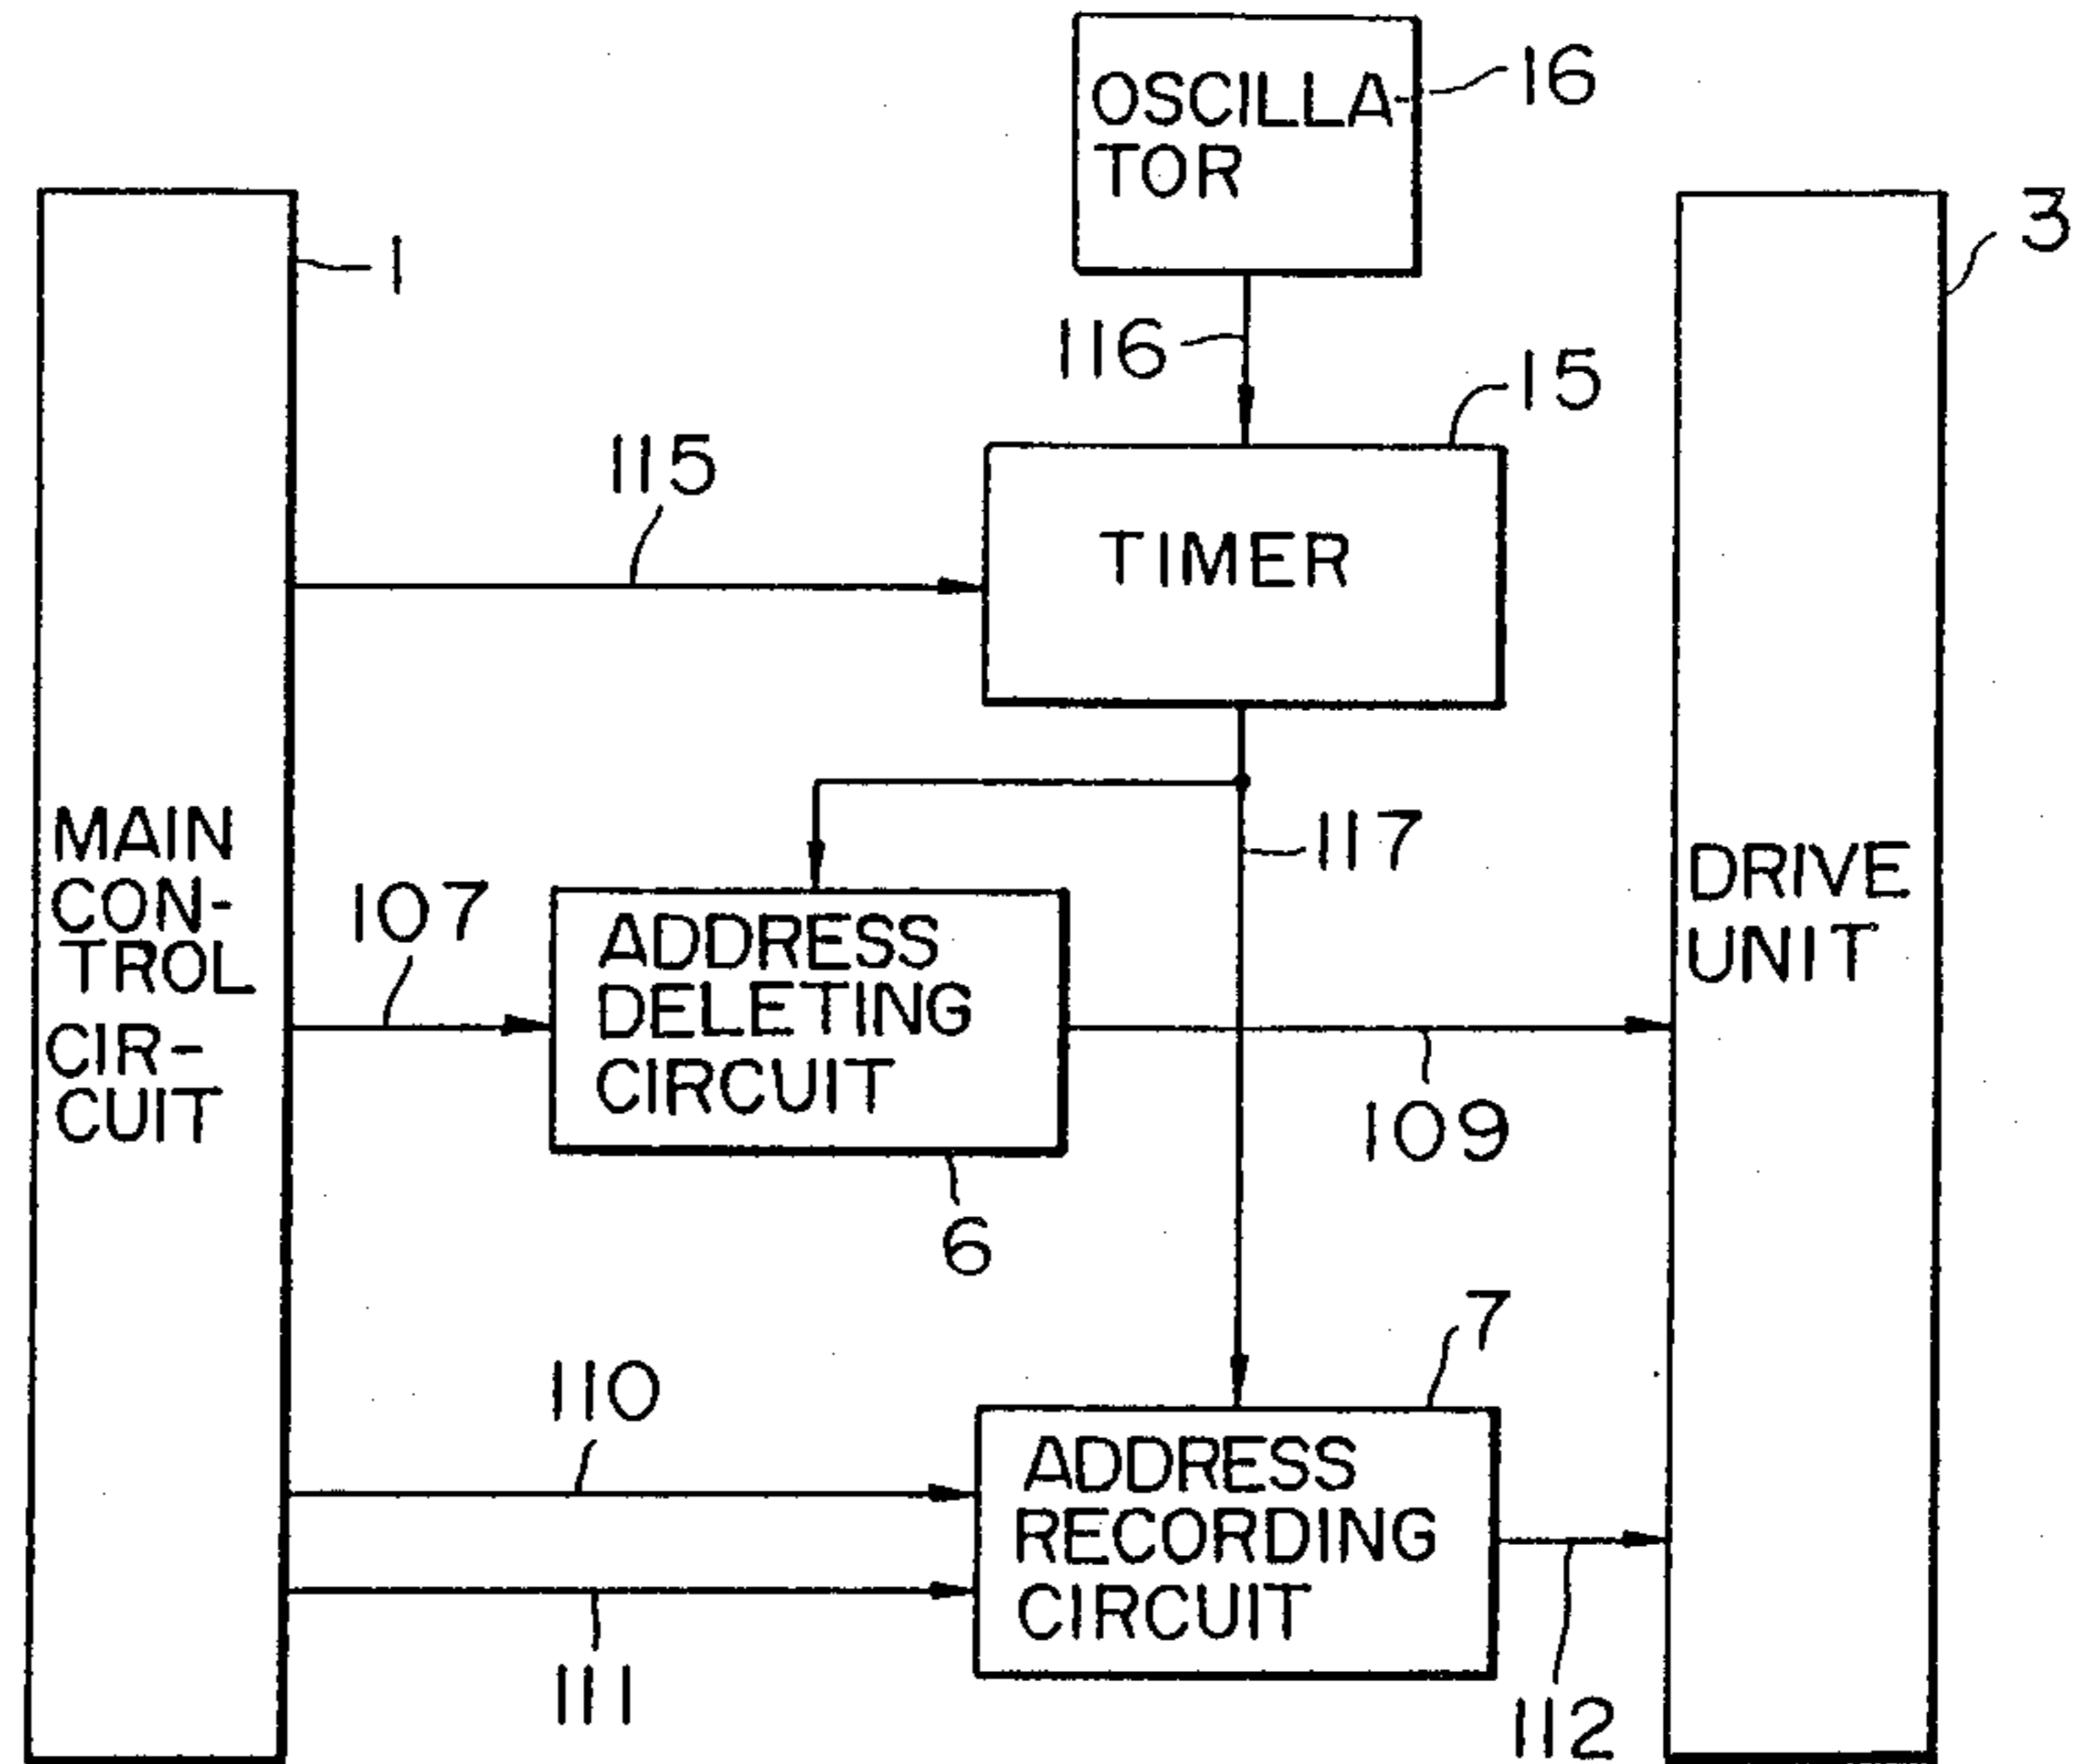 OSCILLA-
TOR
16
1
3
116
15
115
TIMER
117
MAIN
CON-
TROL
CIR-
CUIT
107
ADDRESS
DELETING
CIRCUIT
DRIVE
UNIT
109
6
7
110
ADDRESS
RECORDING
CIRCUIT
111
112